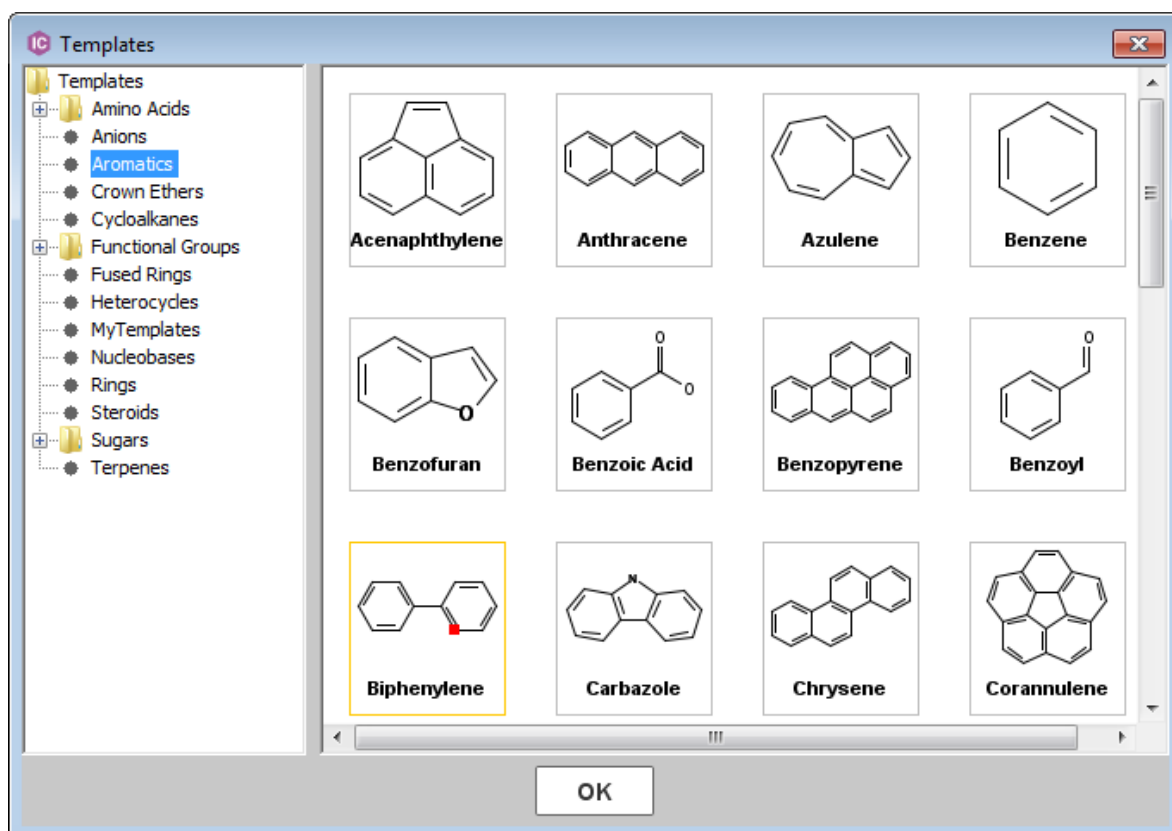 IC Templates
Templates
Amino Acids
Anions
Aromatics
Crown Ethers
Cycloalkanes
Functional Groups
Fused Rings
Heterocycles
MyTemplates
Nucleobases
Rings
Steroids
Sugars
Terpenes
Acenaphthylene Anthracene Azulene Benzene
O
O O O
Benzofuran Benzoic Acid Benzopyrene Benzoyl
N
Biphenylene Carbazole Chrysene Corannulene
OK